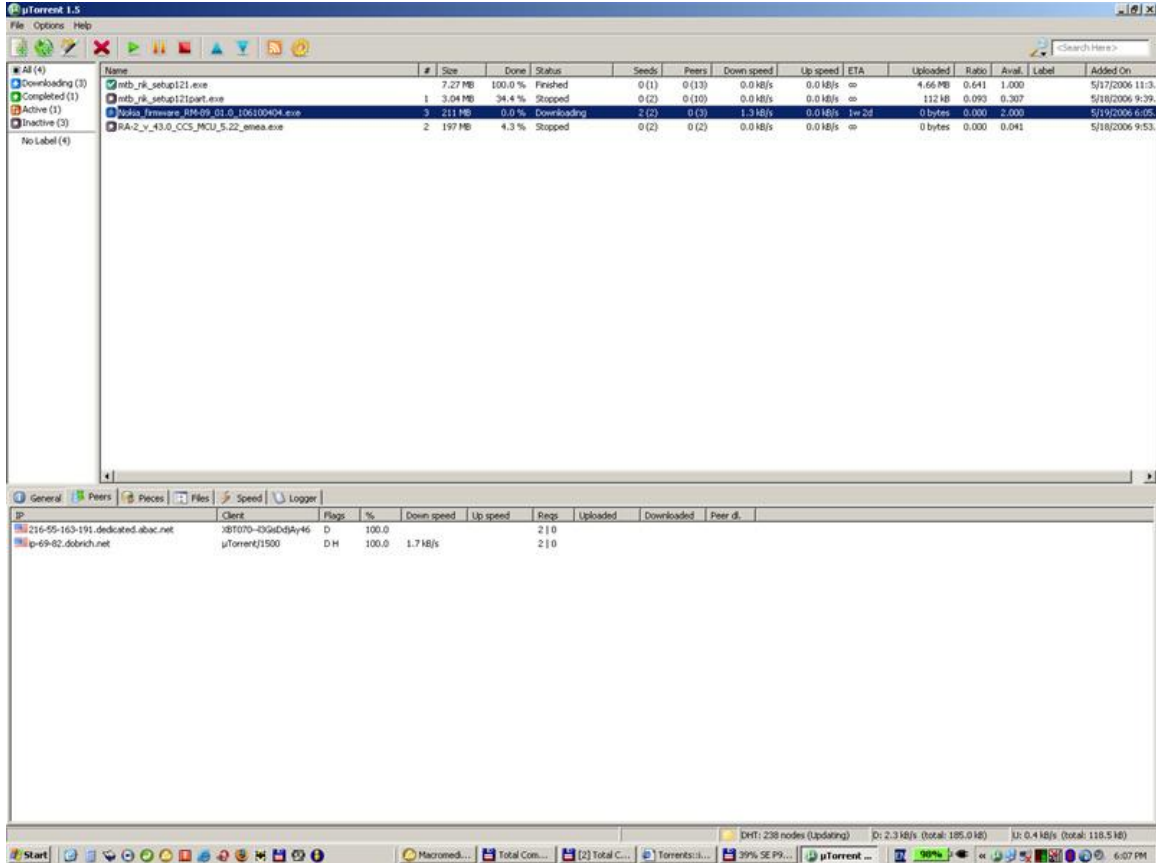 µTorrent 1.5
File Options Help
<Search Here>
All (4)
Downloading (3)
Completed (1)
Active (1)
Inactive (3)
No Label (4)
Name # Size Done Status Seeds Peers Down speed Up speed ETA Uploaded Ratio Avail. Label Added On
mtb_nk_setup121.exe 7.27 MB 100.0 % Finished 0 (1) 0 (13) 0.0 kB/s 0.0 kB/s ∞ 4.66 MB 0.641 1.000 5/17/2006 11:3
mtb_nk_setup121part.exe 1 3.04 MB 34.4 % Stopped 0 (2) 0 (10) 0.0 kB/s 0.0 kB/s ∞ 112 kB 0.093 0.307 5/18/2006 9:39
Nokia_firmware_RM-89_01.0_106100404.exe 3 211 MB 0.0 % Downloading 2 (2) 0 (3) 1.3 kB/s 0.0 kB/s 1w 2d 0 bytes 0.000 2.000 5/19/2006 6:05
RA-2_v_43.0_CCS_MCU_5.22_emea.exe 2 197 MB 4.3 % Stopped 0 (2) 0 (2) 0.0 kB/s 0.0 kB/s ∞ 0 bytes 0.000 0.041 5/18/2006 9:53
General Peers Pieces Files Speed Logger
IP Client Flags % Down speed Up speed Reqs Uploaded Downloaded Peer dl.
216-55-163-191.dedicated.abac.net D 100.0 2 | 0
ip-69-82.dobrich.net µTorrent/1500 D H 100.0 1.7 kB/s 2 | 0
DHT: 238 nodes (Updating) D: 2.3 kB/s (total: 185.0 kB) U: 0.4 kB/s (total: 118.5 kB)
Start Macromed... Total Com... [2] Total C... Torrents::i... 39% SE P9... µTorrent ... 98% 6:07 PM